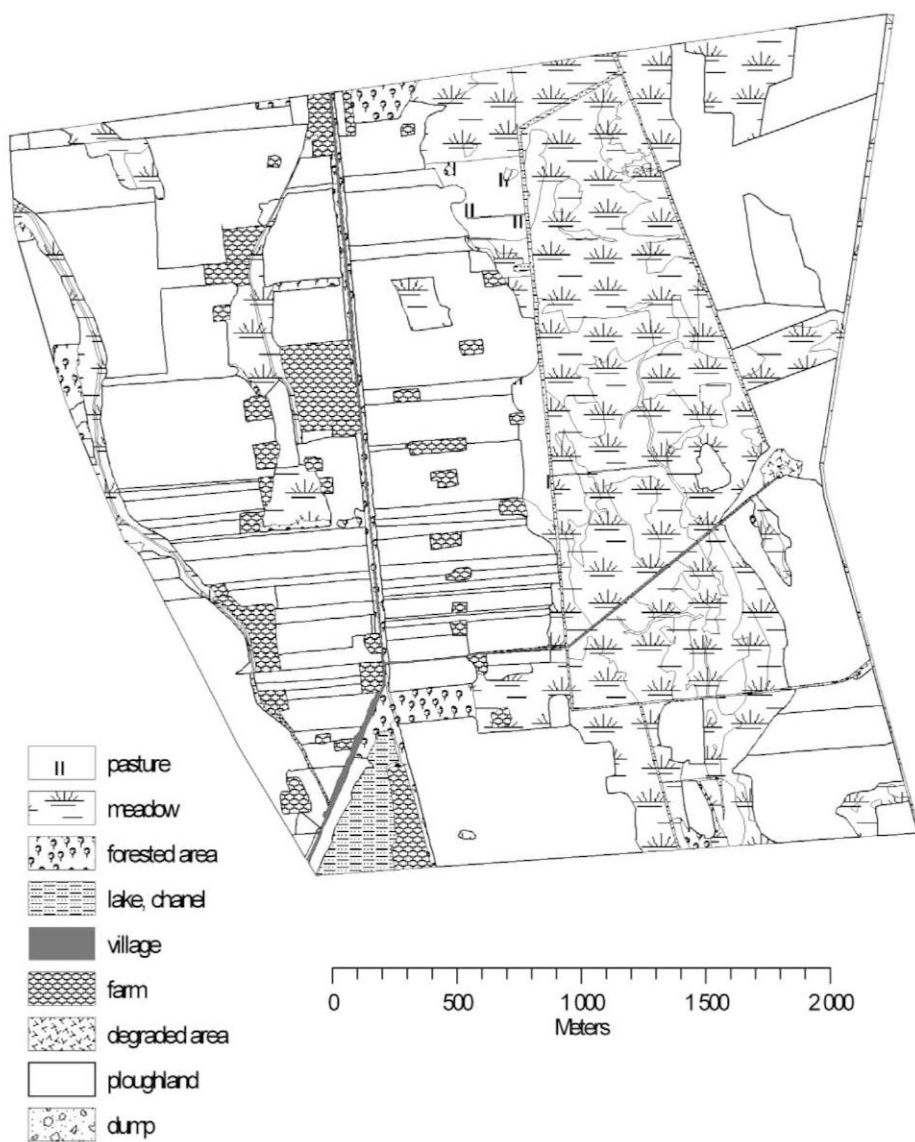 pasture
meadow
forested area
lake, chanel
village
farm
degraded area
ploughland
dump
0 500 1 000 1 500 2 000
Meters